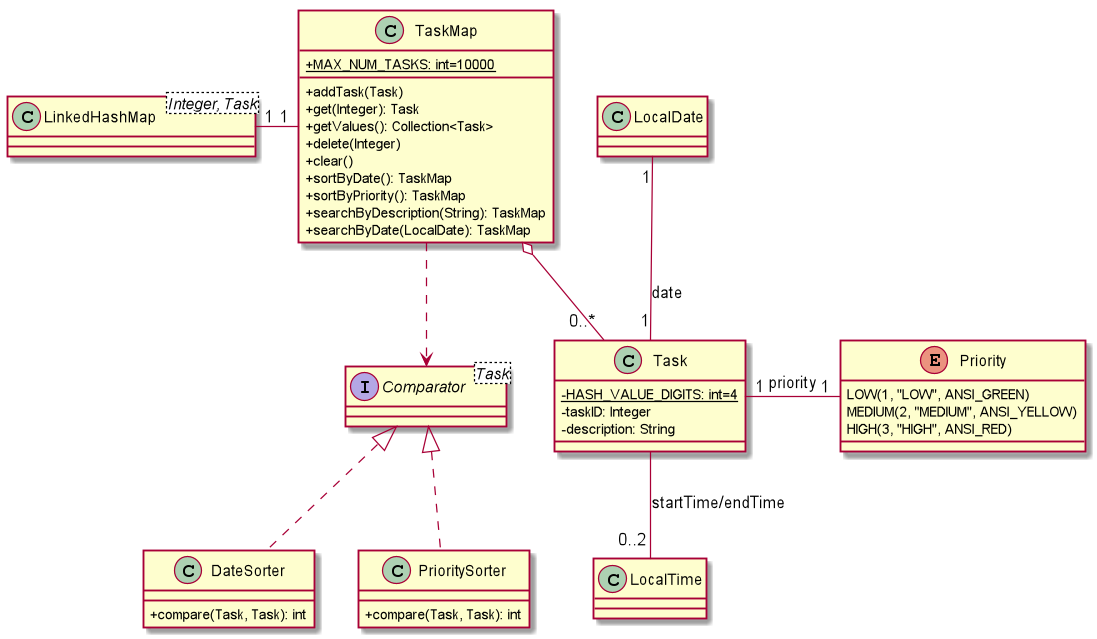 C TaskMap
+MAX_NUM_TASKS: int=10000
+addTask(Task)
+get(Integer): Task
+getValues(): Collection<Task>
+delete(Integer)
+clear()
+sortByDate(): TaskMap
+sortByPriority(): TaskMap
+searchByDescription(String): TaskMap
+searchByDate(LocalDate): TaskMap
C LinkedHashMap
Integer, Task
1 1
C LocalDate
1
date
1
0..*
I Comparator
Task
C Task
-HASH_VALUE_DIGITS: int=4
-taskID: Integer
-description: String
1 priority 1
E Priority
LOW(1, "LOW", ANSI_GREEN)
MEDIUM(2, "MEDIUM", ANSI_YELLOW)
HIGH(3, "HIGH", ANSI_RED)
startTime/endTime
0..2
C DateSorter
+compare(Task, Task): int
C PrioritySorter
+compare(Task, Task): int
C LocalTime